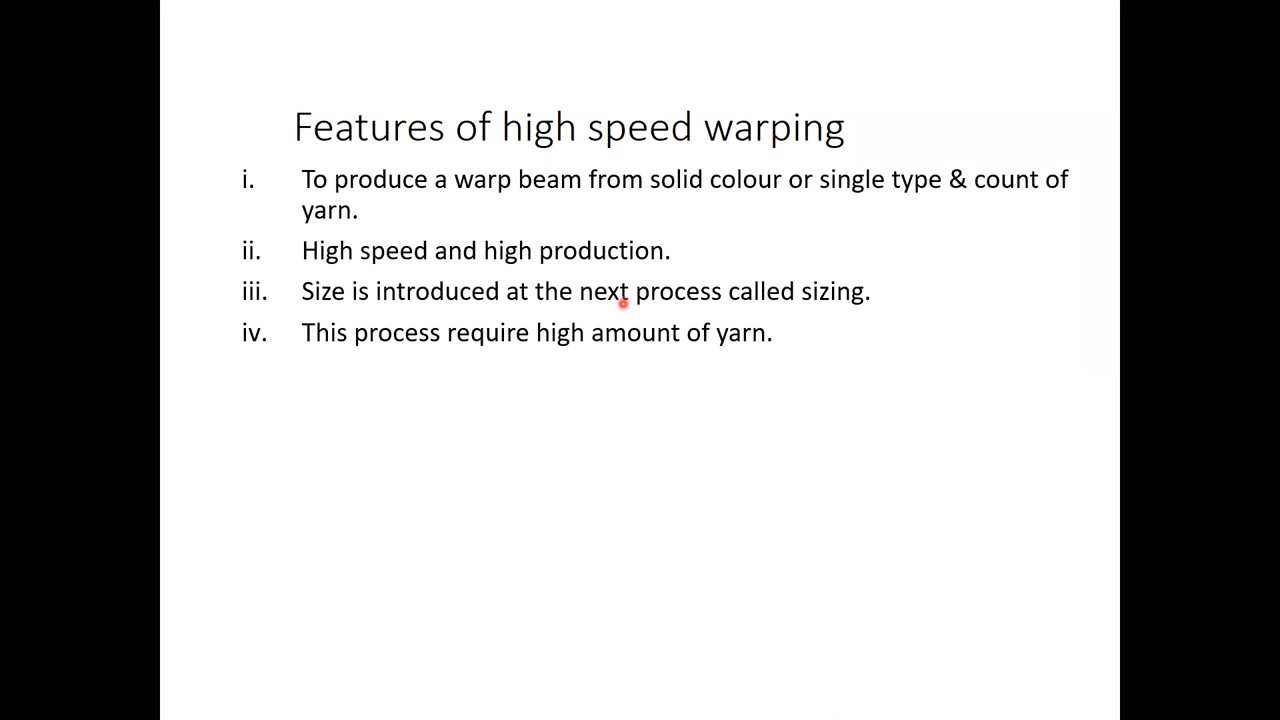 Features of high speed warping
i. To produce a warp beam from solid colour or single type & count of
yarn.
ii. High speed and high production.
iii. Size is introduced at the next process called sizing.
iv. This process require high amount of yarn.